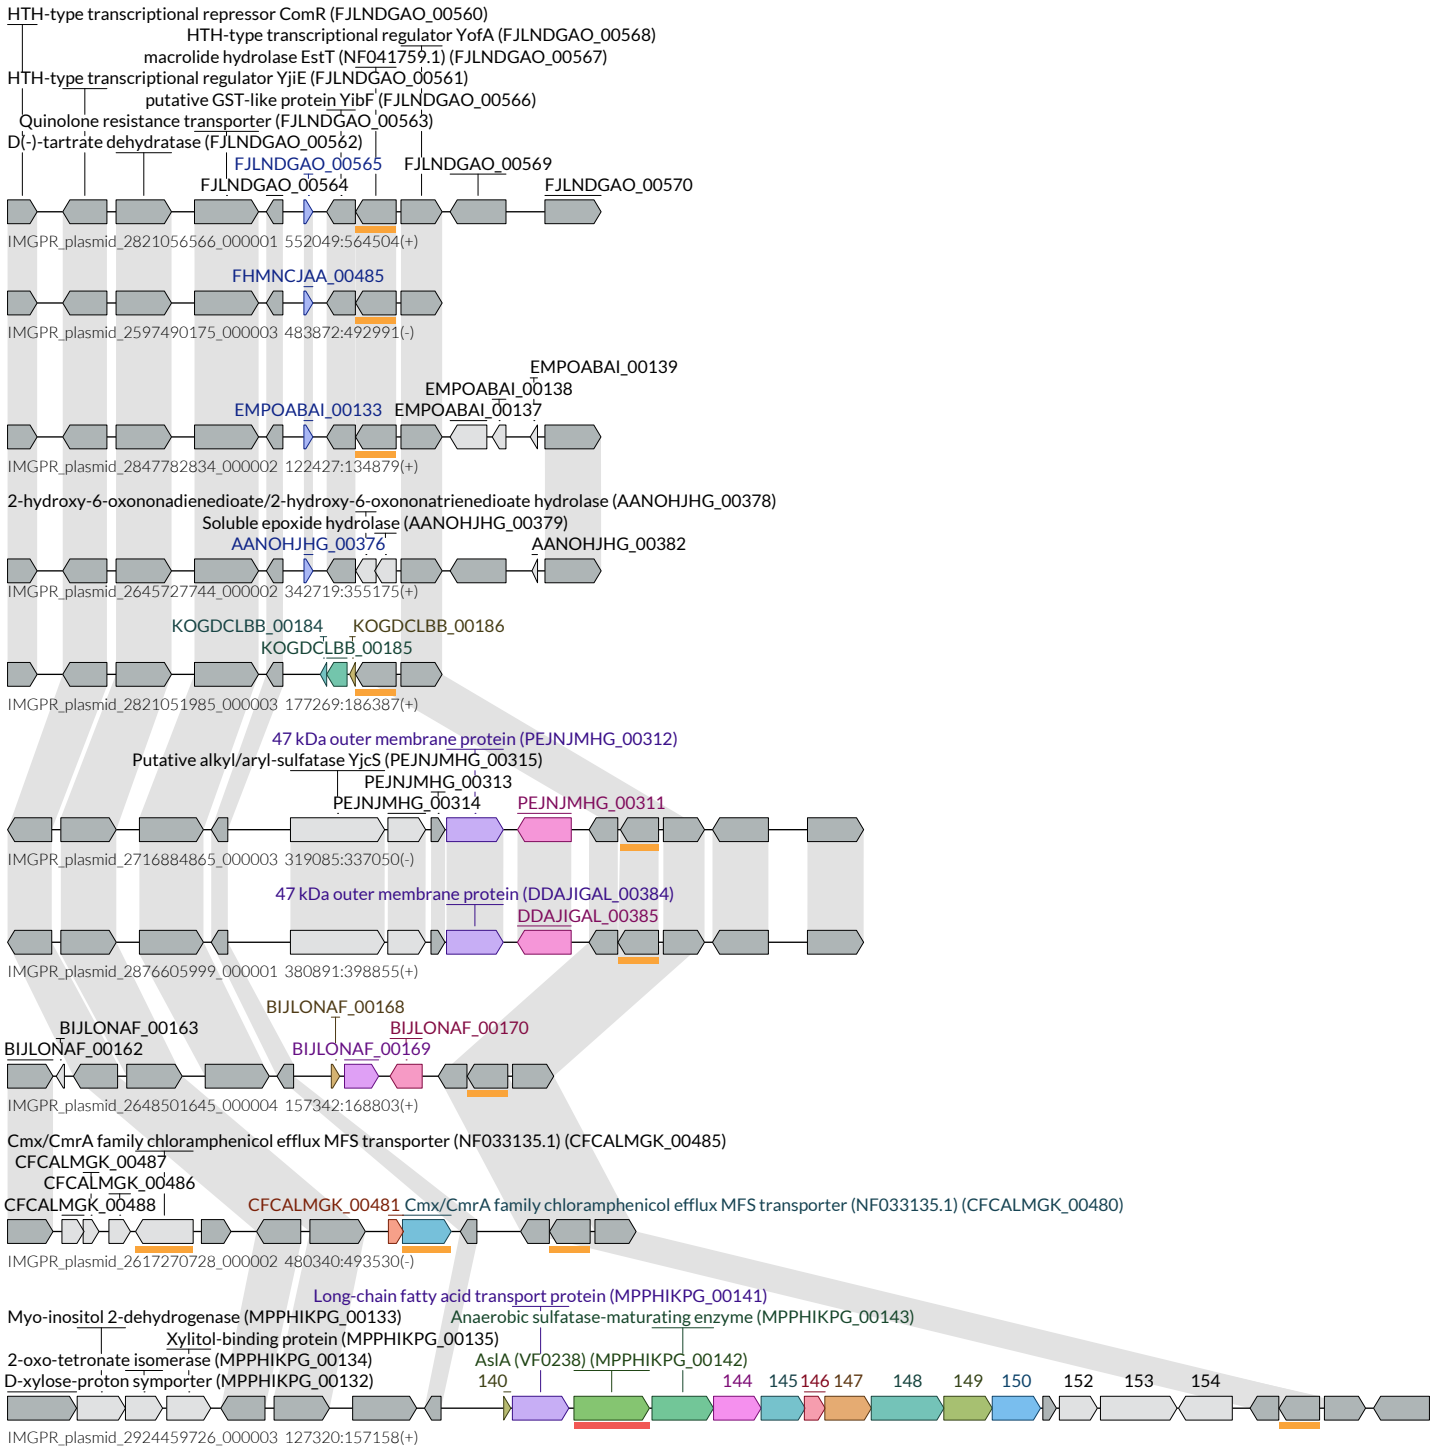 HTH-type transcriptional repressor ComR (FJLNDGAO_00560)
HTH-type transcriptional regulator YofA (FJLNDGAO_00568)
macrolide hydrolase EstT (NF041759.1) (FJLNDGAO_00567)
HTH-type transcriptional regulator YjiE (FJLNDGAO_00561)
putative GST-like protein YibF (FJLNDGAO_00566)
Quinolone resistance transporter (FJLNDGAO_00563)
D(-)-tartrate dehydratase (FJLNDGAO_00562)
FJLNDGAO_00565 FJLNDGAO_00569
FJLNDGAO_00564 FJLNDGAO_00570
IMGPR_plasmid_2821056566_000001 552049:564504(+)
FHMNCJAA_00485
IMGPR_plasmid_2597490175_000003 483872:492991(-)
EMPOABAI_00139
EMPOABAI_00138
EMPOABAI_00133 EMPOABAI_00137
IMGPR_plasmid_2847782834_000002 122427:134879(+)
2-hydroxy-6-oxononadienedioate/2-hydroxy-6-oxononatrienedioate hydrolase (AANOHJHG_00378)
Soluble epoxide hydrolase (AANOHJHG_00379)
AANOHJHG_00376 AANOHJHG_00382
IMGPR_plasmid_2645727744_000002 342719:355175(+)
KOGDCLBB_00184 KOGDCLBB_00186
KOGDCLBB_00185
IMGPR_plasmid_2821051985_000003 177269:186387(+)
47 kDa outer membrane protein (PEJNJMHG_00312)
Putative alkyl/aryl-sulfatase YjcS (PEJNJMHG_00315)
PEJNJMHG_00313
PEJNJMHG_00314 PEJNJMHG_00311
IMGPR_plasmid_2716884865_000003 319085:337050(-)
47 kDa outer membrane protein (DDAJIGAL_00384)
DDAJIGAL_00385
IMGPR_plasmid_2876605999_000001 380891:398855(+)
BIJLONAF_00168
BIJLONAF_00163 BIJLONAF_00170
BIJLONAF_00162 BIJLONAF_00169
IMGPR_plasmid_2648501645_000004 157342:168803(+)
Cmx/CmrA family chloramphenicol efflux MFS transporter (NF033135.1) (CFCALMGK_00485)
CFCALMGK_00487
CFCALMGK_00486
CFCALMGK_00488 CFCALMGK_00481 Cmx/CmrA family chloramphenicol efflux MFS transporter (NF033135.1) (CFCALMGK_00480)
IMGPR_plasmid_2617270728_000002 480340:493530(-)
Long-chain fatty acid transport protein (MPPHIKPG_00141)
Myo-inositol 2-dehydrogenase (MPPHIKPG_00133) Anaerobic sulfatase-maturating enzyme (MPPHIKPG_00143)
Xylitol-binding protein (MPPHIKPG_00135)
2-oxo-tetronate isomerase (MPPHIKPG_00134) AslA (VF0238) (MPPHIKPG_00142)
D-xylose-proton symporter (MPPHIKPG_00132) 140 144 145 146 147 148 149 150 152 153 154
IMGPR_plasmid_2924459726_000003 127320:157158(+)